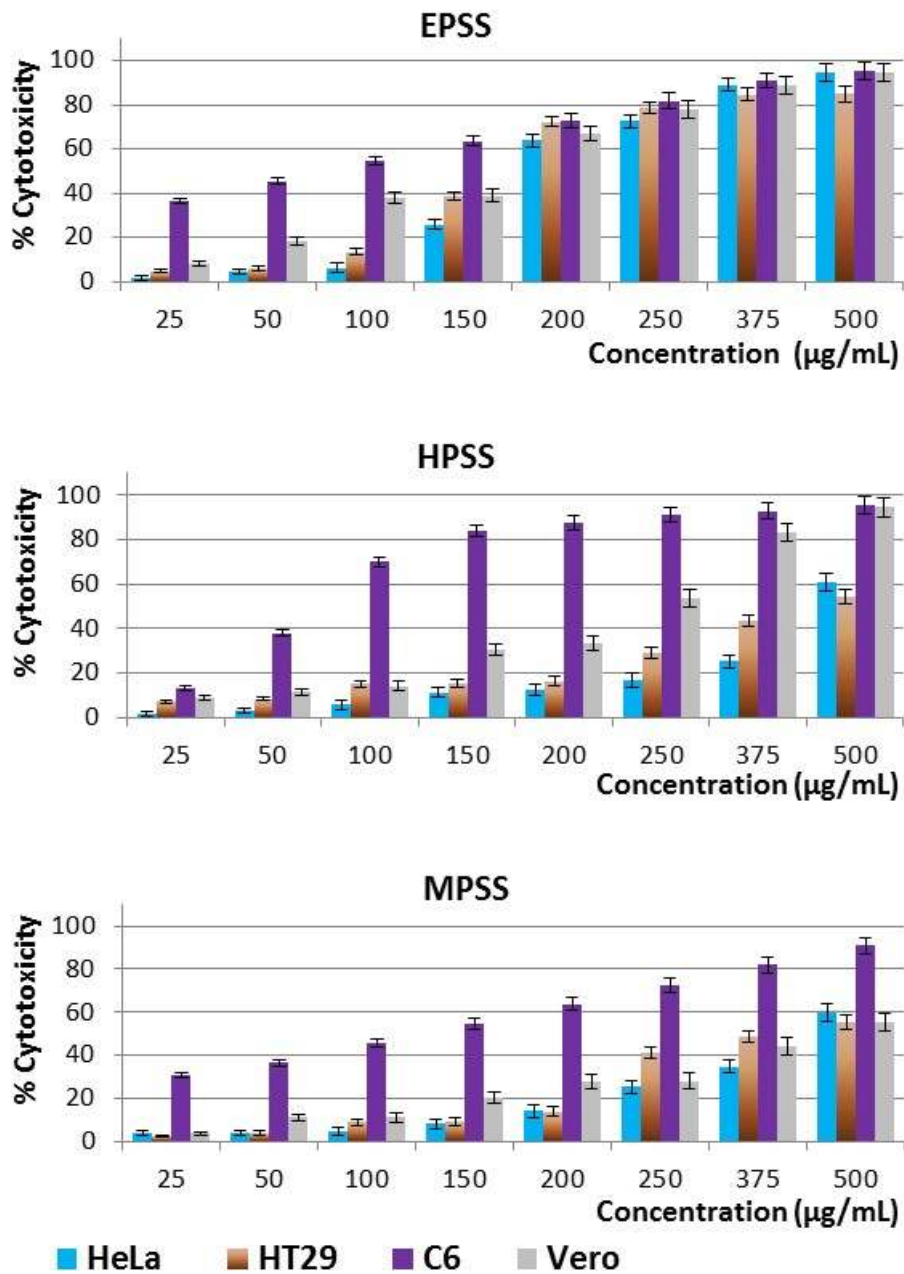 EPSS
% Cytotoxicity
100
80
60
40
20
0
25 50 100 150 200 250 375 500
Concentration (µg/mL)
HPSS
% Cytotoxicity
100
80
60
40
20
0
25 50 100 150 200 250 375 500
Concentration (µg/mL)
MPSS
% Cytotoxicity
100
80
60
40
20
0
25 50 100 150 200 250 375 500
Concentration (µg/mL)
HeLa HT29 C6 Vero